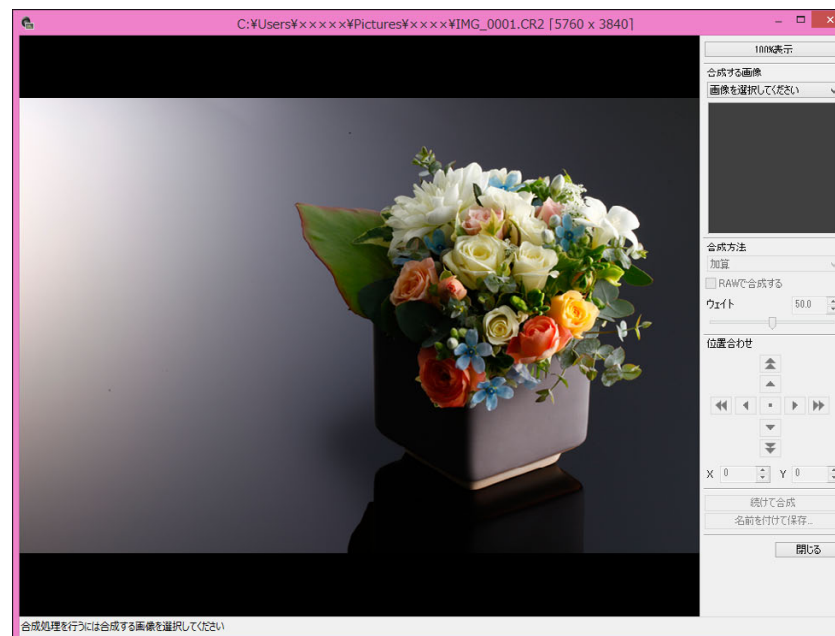 C:¥Users¥×××××¥Pictures¥××××¥IMG_0001.CR2 [5760 x 3840]
100%表示
合成する画像
画像を選択してください
合成方法
加算
RAWで合成する
ウェイト 50.0
位置合わせ
X 0 Y 0
続けて合成
名前を付けて保存...
閉じる
合成処理を行うには合成する画像を選択してください